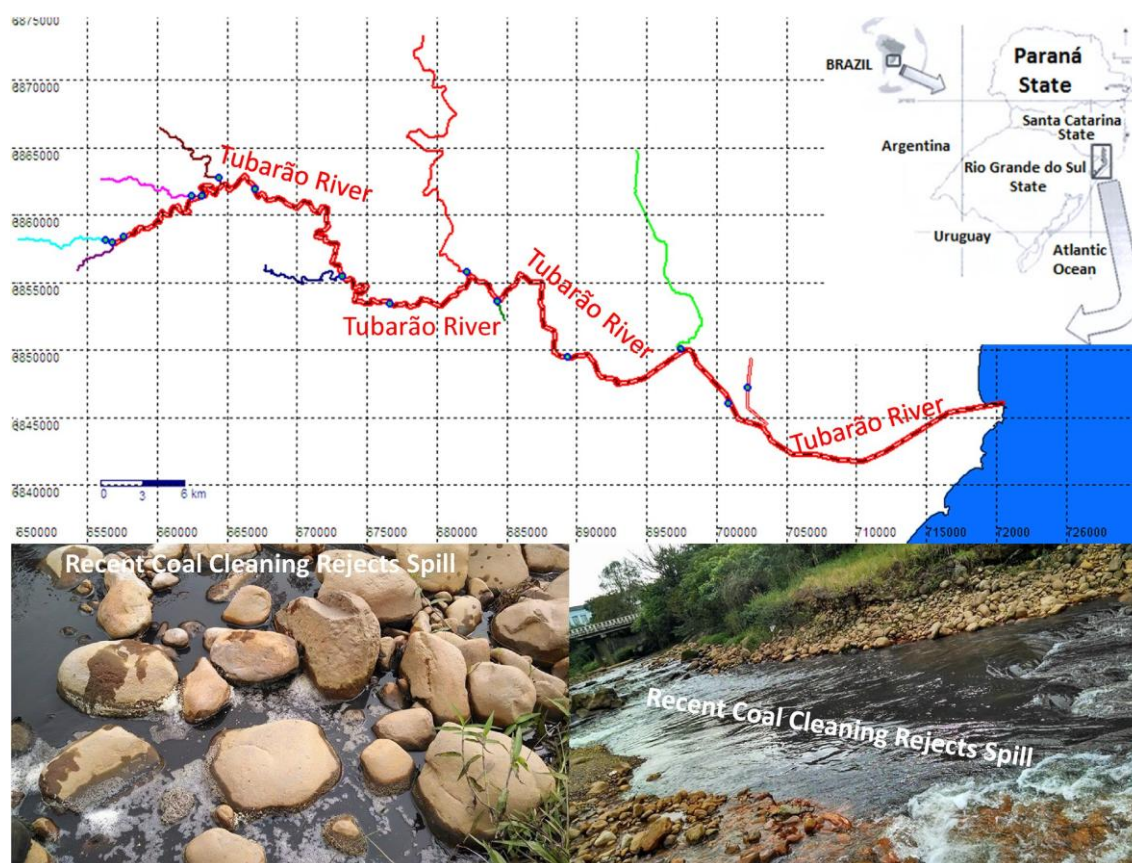 6875000
6870000
6865000
6860000
6855000
6850000
6845000
6840000
Tubarão River
Tubarão River
Tubarão River
Tubarão River
0 3 6 km
650000 655000 660000 665000 670000 675000 680000 685000 690000 695000 700000 705000 710000 715000
BRAZIL
Paraná
State
Santa Catarina
State
Argentina
Rio Grande do Sul
State
Uruguay
Atlantic
Ocean
Recent Coal Cleaning Rejects Spill
Recent Coal Cleaning Rejects Spill